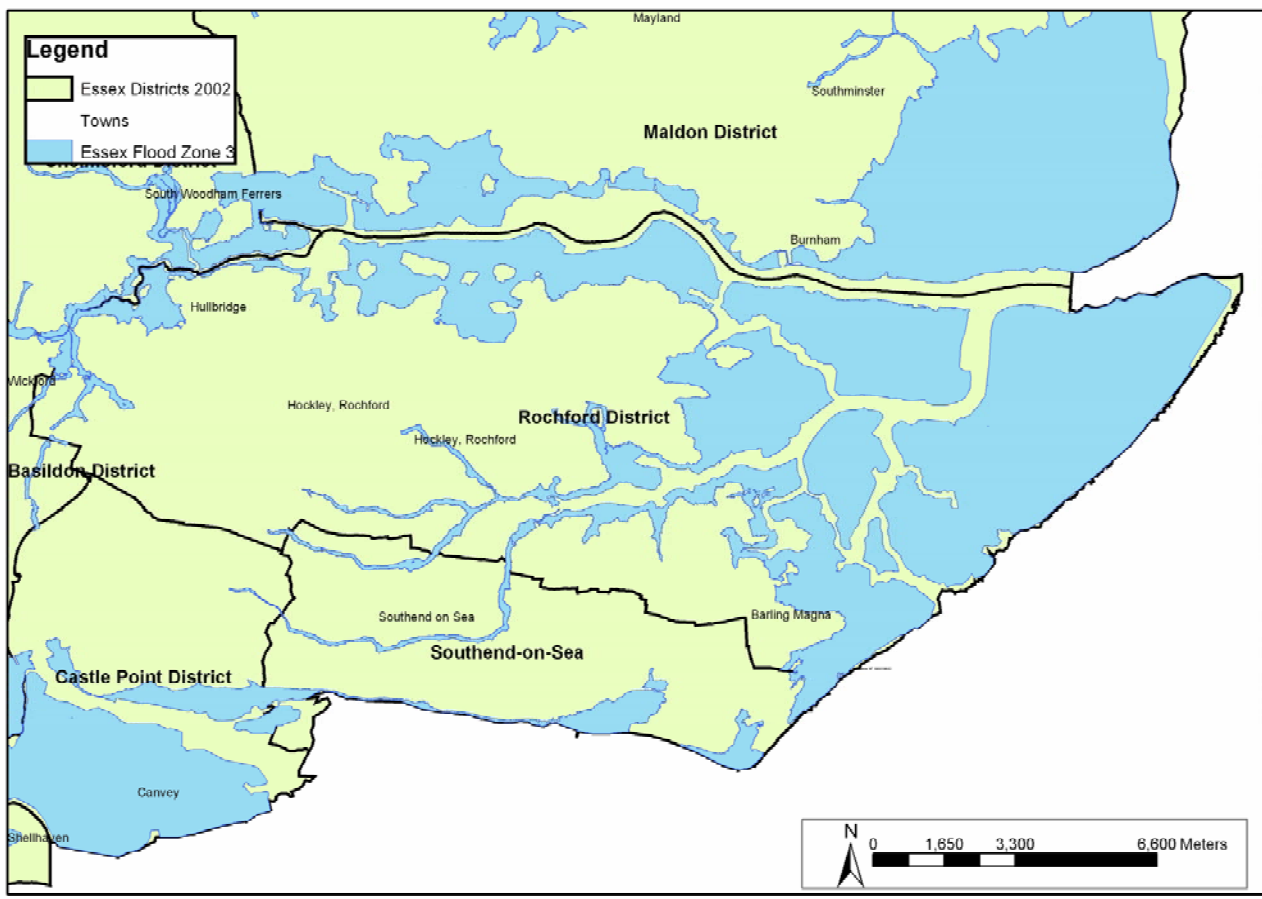 Mayland
Legend
Essex Districts 2002
Towns
Essex Flood Zone 3
Southminster
Maldon District
South Woodham Ferrers
Burnham
Hullbridge
Wickford
Hockley, Rochford
Rochford District
Hockley, Rochford
Basildon District
Southend on Sea
Barling Magna
Southend-on-Sea
Castle Point District
Canvey
Shellhaven
N
0 1,650 3,300 6,600 Meters